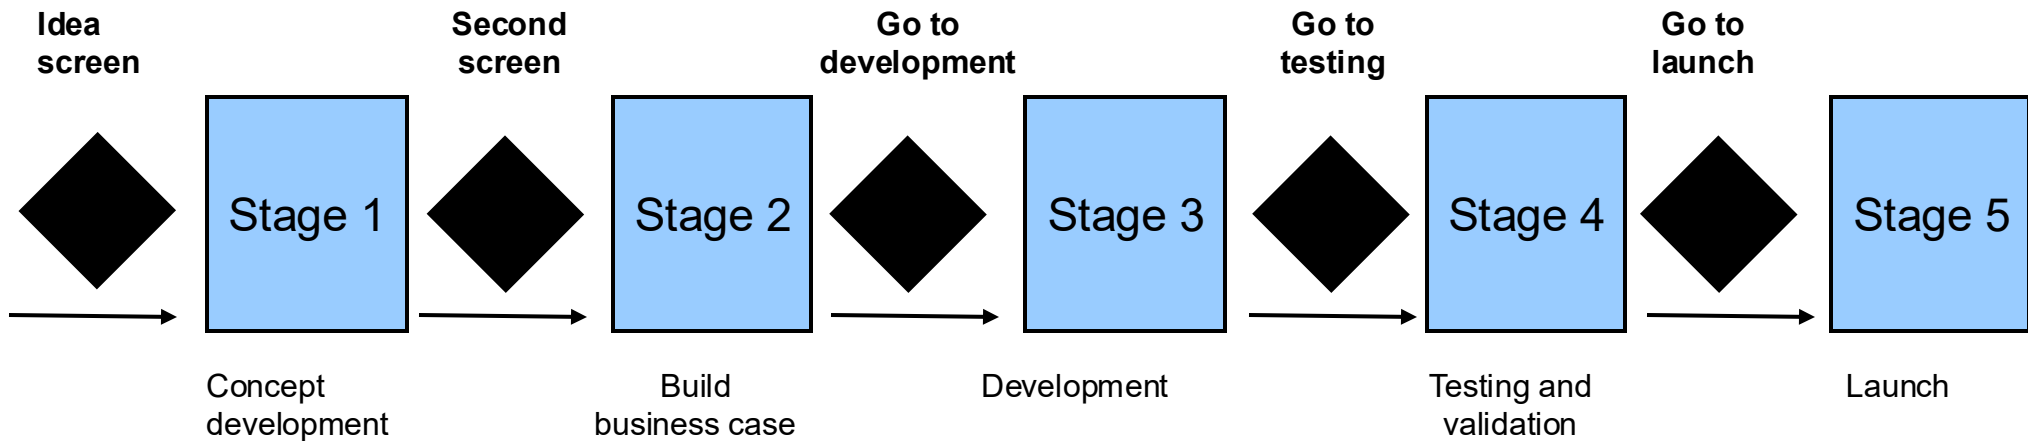 Idea
screen
Second
screen
Go to
development
Go to
testing
Go to
launch
Stage 1
Stage 2
Stage 3
Stage 4
Stage 5
Concept
development
Build
business case
Development
Testing and
validation
Launch